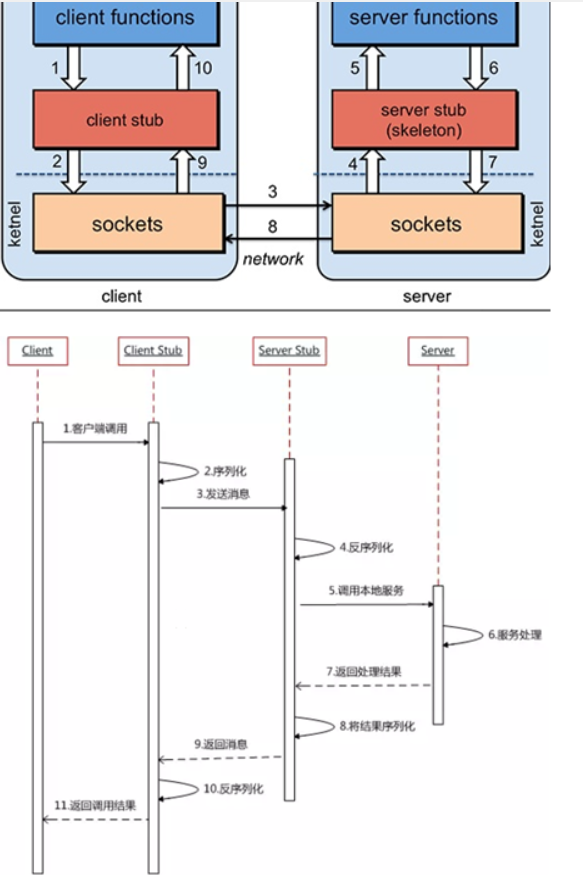 client functions
server functions
1
10
5
6
client stub
server stub
(skeleton)
2
9
4
7
ketnel
sockets
3
8
sockets
ketnel
network
client
server
Client
Client Stub
Server Stub
Server
1.客户端调用
2.序列化
3.发送消息
4.反序列化
5.调用本地服务
6.服务处理
7.返回处理结果
8.将结果序列化
9.返回消息
10.反序列化
11.返回调用结果